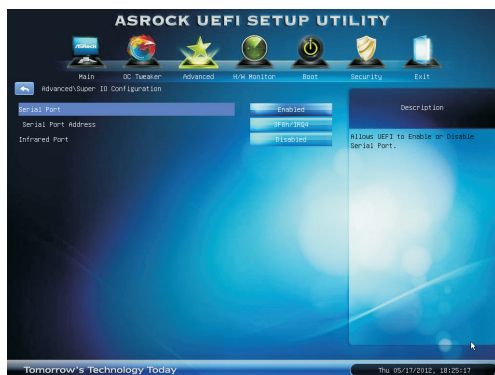 ASROCK UEFI SETUP UTILITY
ASRock
Main OC Tweaker Advanced H/W Monitor Boot Security Exit
Advanced\Super IO Configuration
Serial Port Enabled
Serial Port Address 3F8h/IRQ4
Infrared Port Disabled
Description
Allows UEFI to Enable or Disable
Serial Port.
Tomorrow's Technology Today
Thu 05/17/2012, 18:25:17